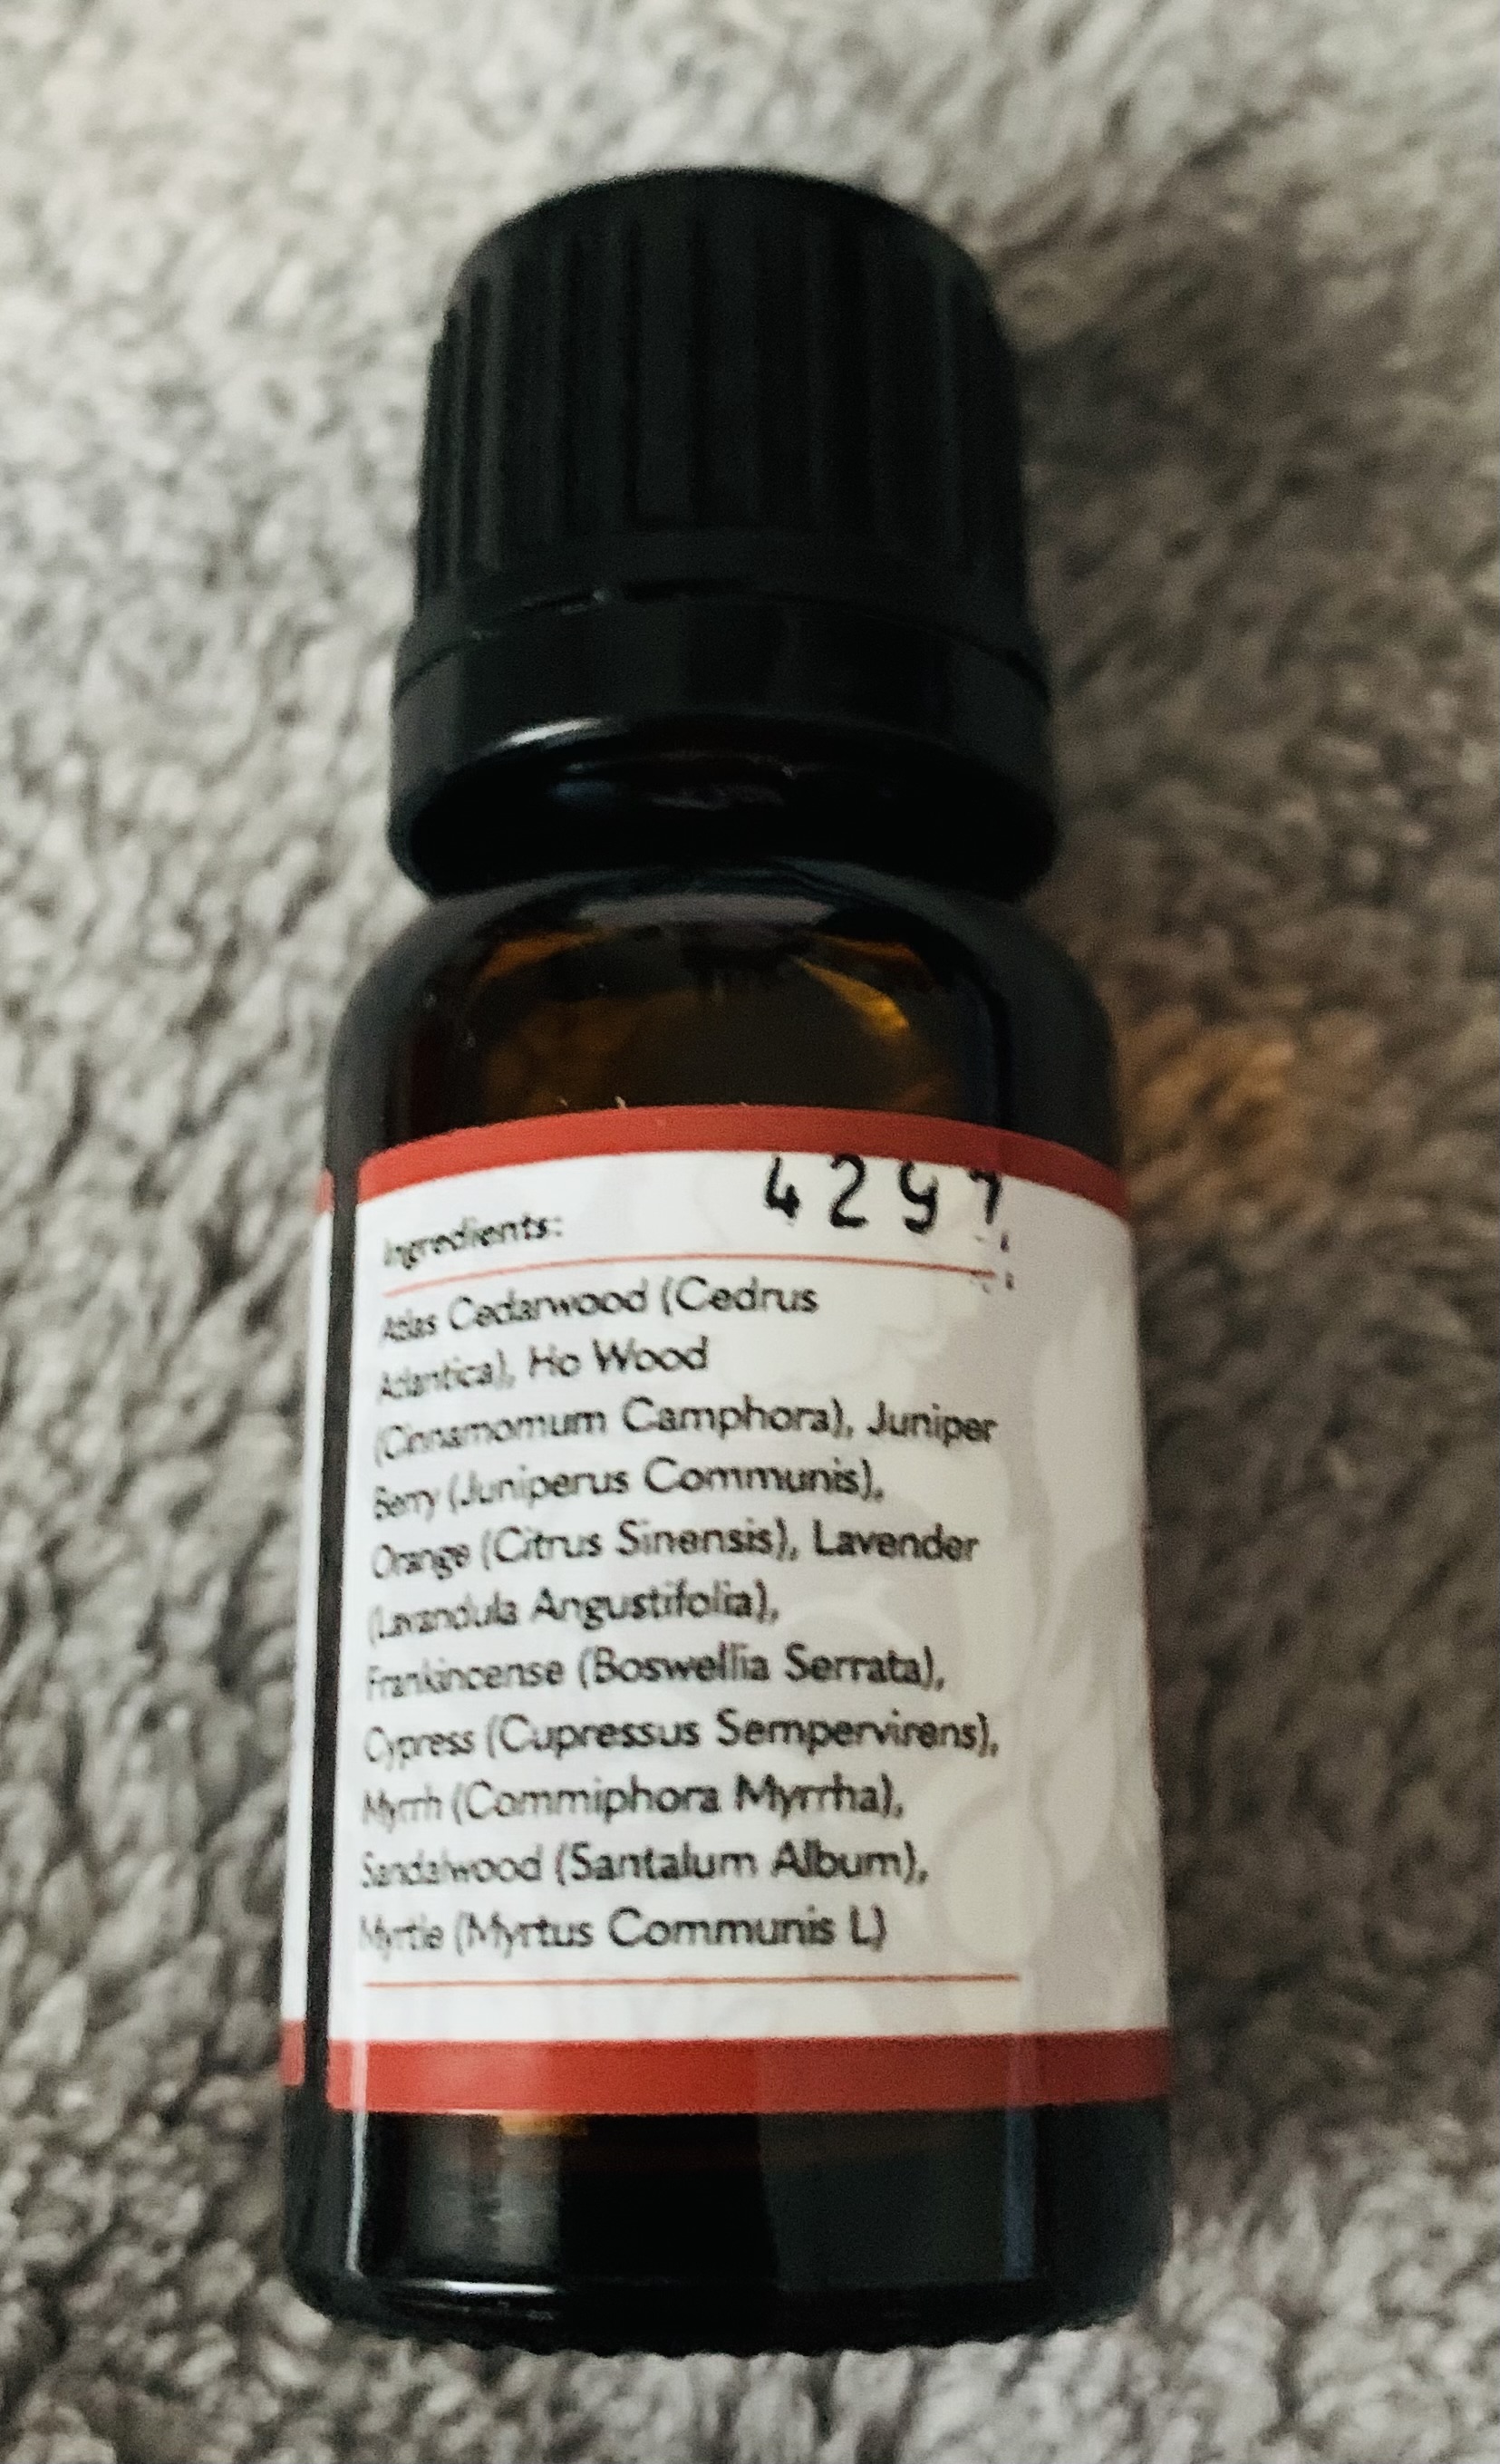 4297
Ingredients:
Atlas Cedarwood (Cedrus
Atlantica), Ho Wood
(Cinnamomum Camphora), Juniper
Berry (Juniperus Communis),
Orange (Citrus Sinensis), Lavender
(Lavandula Angustifolia),
Frankincense (Boswellia Serrata),
Cypress (Cupressus Sempervirens),
Myrrh (Commiphora Myrrha),
Sandalwood (Santalum Album),
Myrtle (Myrtus Communis L)